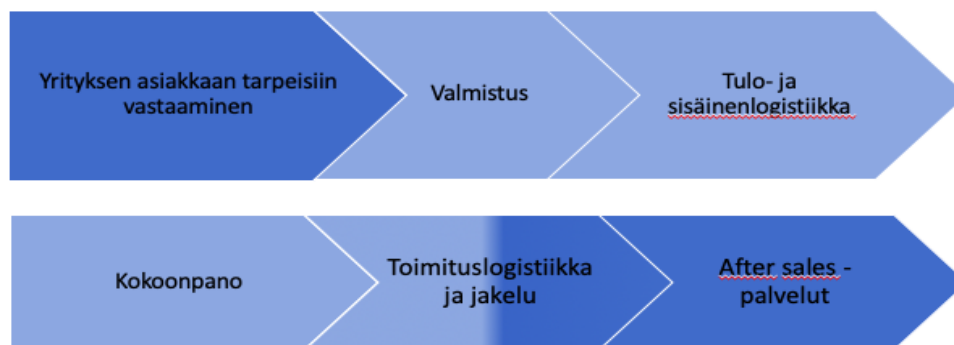 Yrityksen asiakkaan tarpeisiin
vastaaminen
Valmistus
Tulo- ja
sisäinenlogistiikka
Kokoonpano
Toimituslogistiikka
ja jakelu
After sales -
palvelut